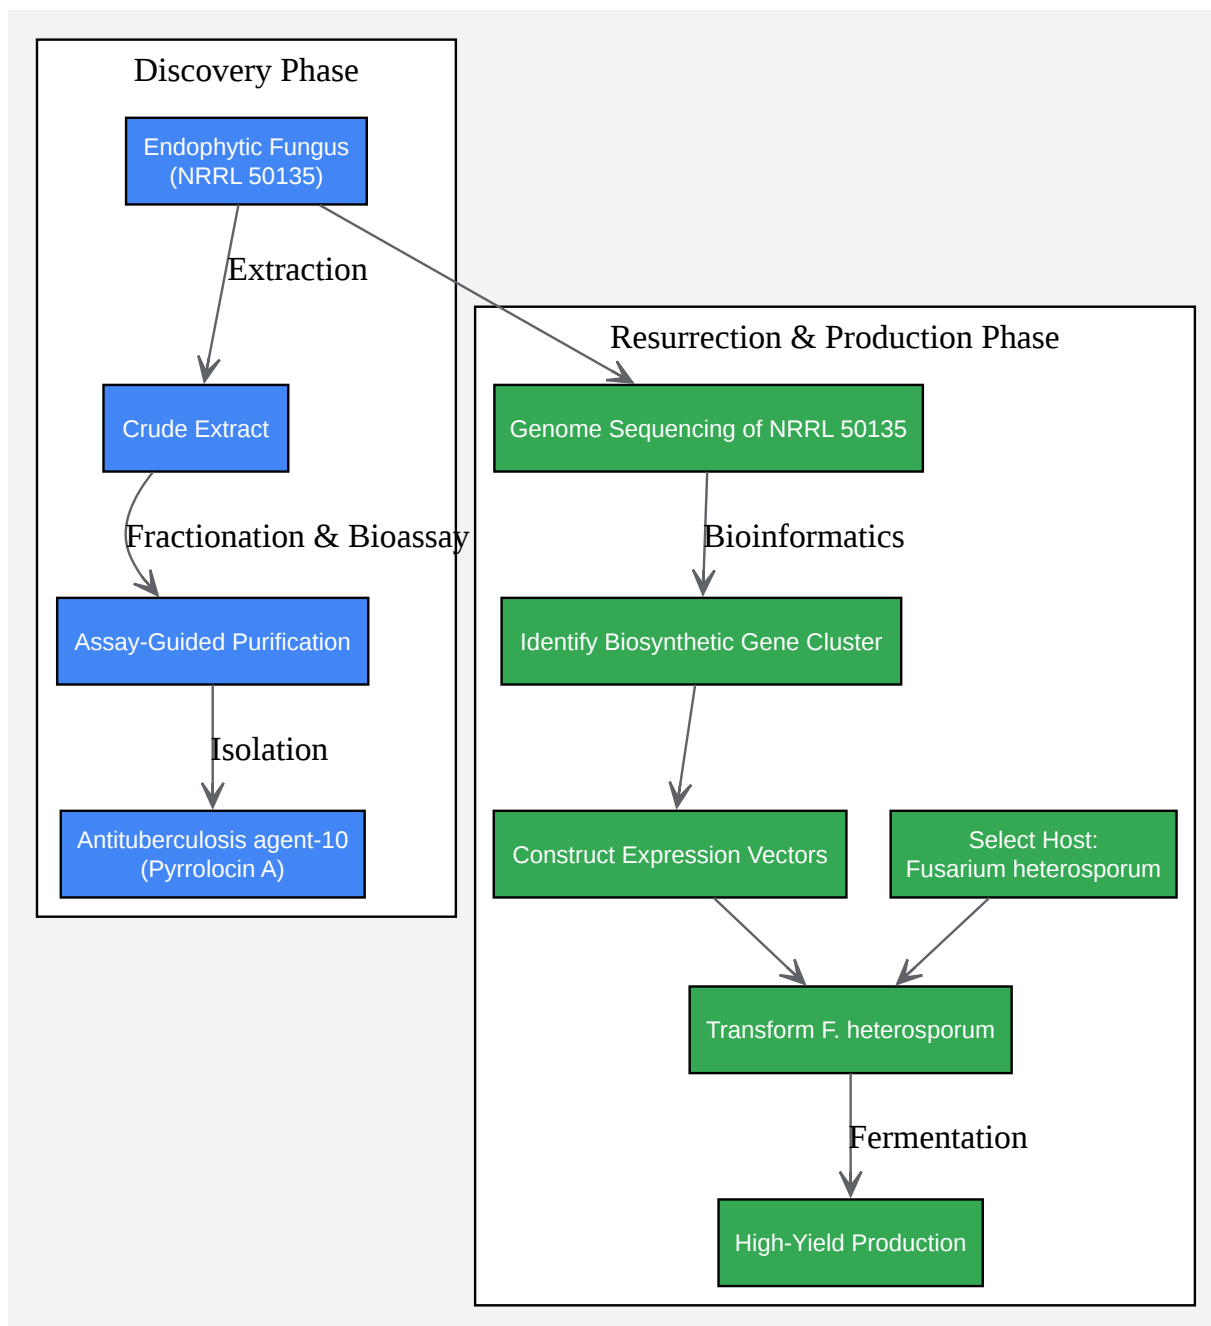 Discovery Phase
Endophytic Fungus
(NRRL 50135)
Extraction
Crude Extract
Fractionation & Bioassay
Assay-Guided Purification
Isolation
Antituberculosis agent-10
(Pyrrolocin A)
Resurrection & Production Phase
Genome Sequencing of NRRL 50135
Bioinformatics
Identify Biosynthetic Gene Cluster
Construct Expression Vectors
Select Host:
Fusarium heterosporum
Transform F. heterosporum
Fermentation
High-Yield Production